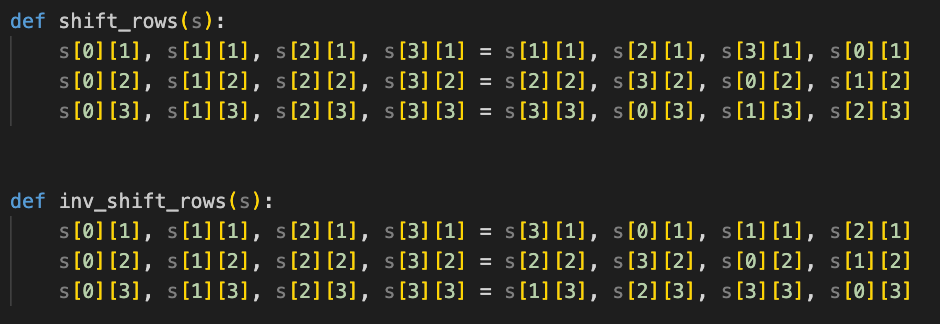 def shift_rows(s):
    s[0][1], s[1][1], s[2][1], s[3][1] = s[1][1], s[2][1], s[3][1], s[0][1]
    s[0][2], s[1][2], s[2][2], s[3][2] = s[2][2], s[3][2], s[0][2], s[1][2]
    s[0][3], s[1][3], s[2][3], s[3][3] = s[3][3], s[0][3], s[1][3], s[2][3]
def inv_shift_rows(s):
    s[0][1], s[1][1], s[2][1], s[3][1] = s[3][1], s[0][1], s[1][1], s[2][1]
    s[0][2], s[1][2], s[2][2], s[3][2] = s[2][2], s[3][2], s[0][2], s[1][2]
    s[0][3], s[1][3], s[2][3], s[3][3] = s[1][3], s[2][3], s[3][3], s[0][3]